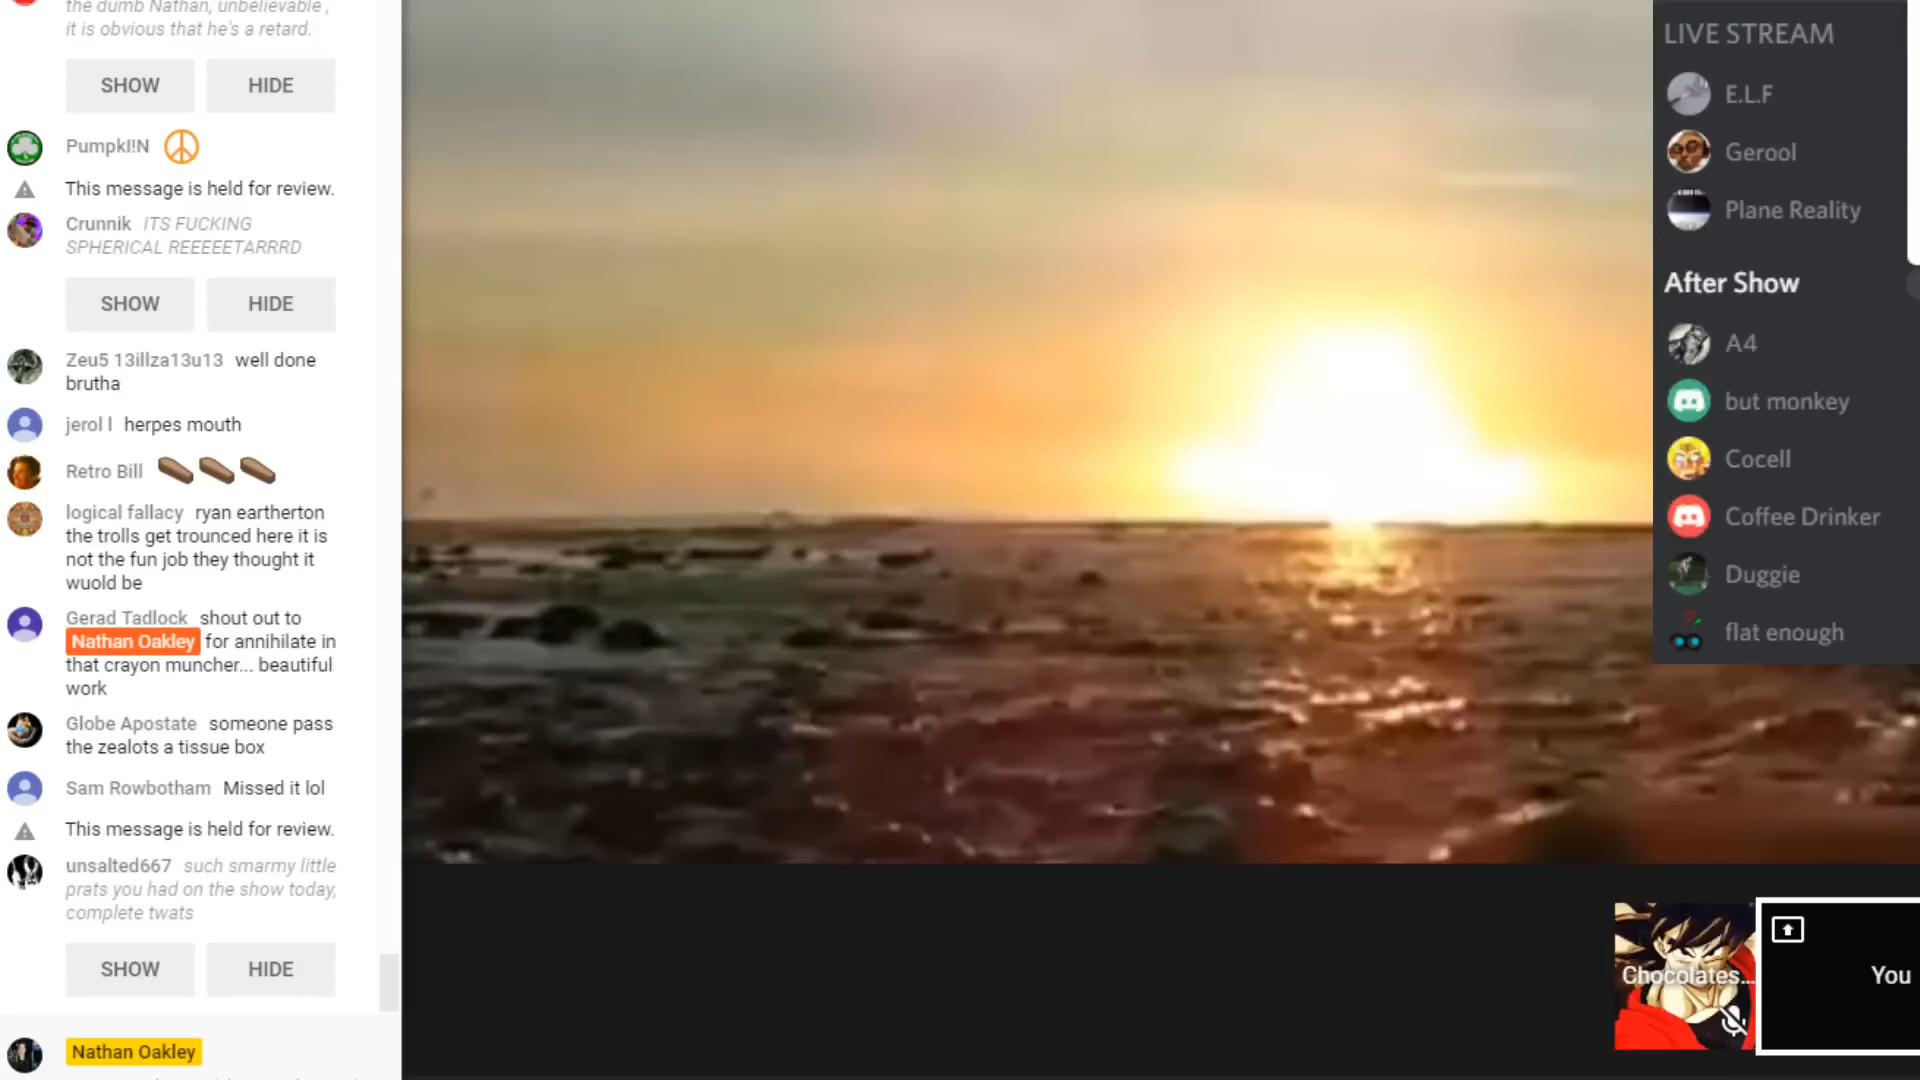 the dumb Nathan, unbelievable ,
it is obvious that he's a retard.
SHOW HIDE
PumpkI!N
This message is held for review.
Crunnik ITS FUCKING
SPHERICAL REEEEETARRRD
SHOW HIDE
Zeu5 13illza13u13 well done
brutha
jerol l herpes mouth
Retro Bill
logical fallacy ryan eartherton
the trolls get trounced here it is
not the fun job they thought it
wuold be
Gerad Tadlock shout out to
Nathan Oakley for annihilate in
that crayon muncher... beautiful
work
Globe Apostate someone pass
the zealots a tissue box
Sam Rowbotham Missed it lol
This message is held for review.
unsalted667 such smarmy little
prats you had on the show today,
complete twats
SHOW HIDE
Nathan Oakley
LIVE STREAM
E.L.F
Gerool
Plane Reality
After Show
A4
but monkey
Cocell
Coffee Drinker
Duggie
flat enough
Chocolates...
You